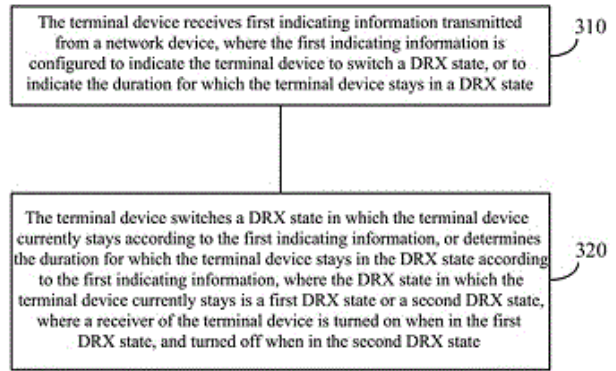 The terminal device receives first indicating information transmitted
from a network device, where the first indicating information is
configured to indicate the terminal device to switch a DRX state, or to
indicate the duration for which the terminal device stays in a DRX state
310
The terminal device switches a DRX state in which the terminal device
currently stays according to the first indicating information, or determines
the duration for which the terminal device stays in the DRX state according
to the first indicating information, where the DRX state in which the
terminal device currently stays is a first DRX state or a second DRX state,
where a receiver of the terminal device is turned on when in the first
DRX state, and turned off when in the second DRX state
320